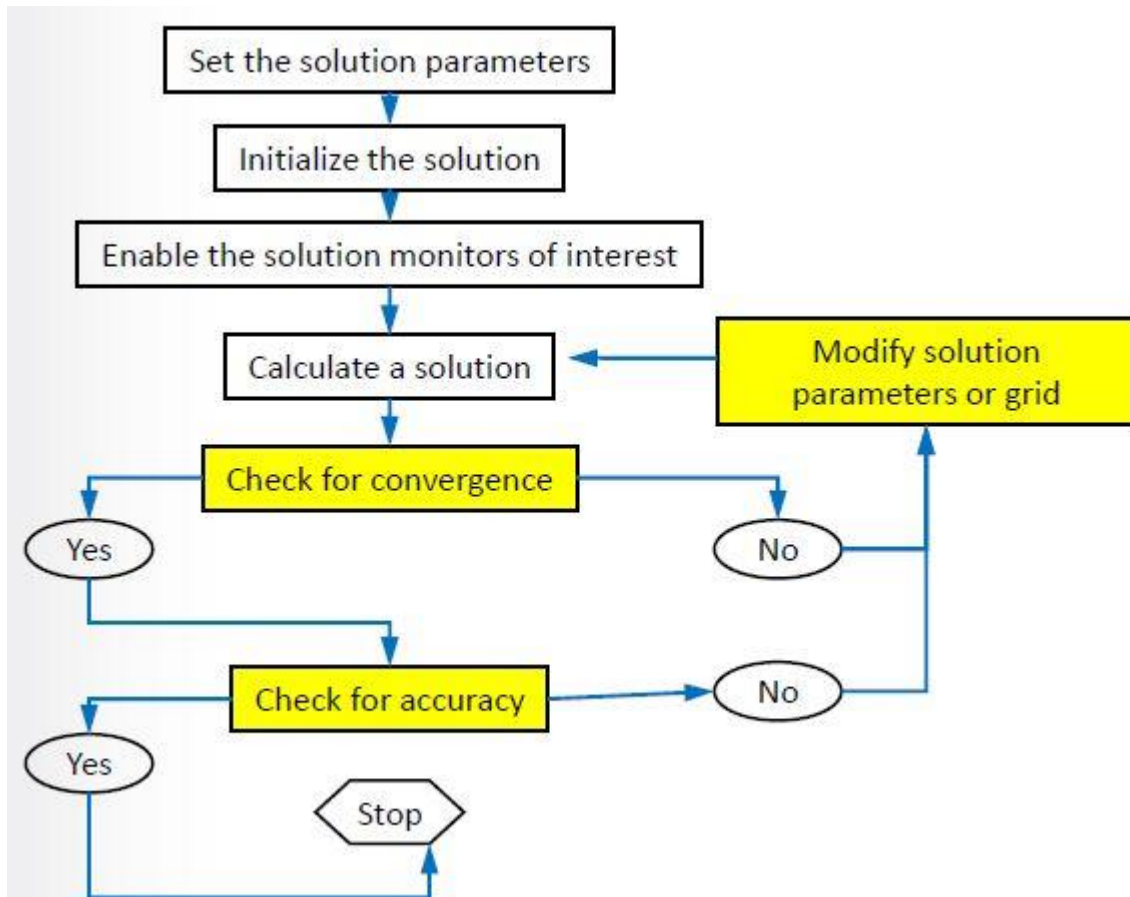 Set the solution parameters
Initialize the solution
Enable the solution monitors of interest
Calculate a solution
Modify solution
parameters or grid
Check for convergence
Yes
No
Check for accuracy
No
Yes
Stop